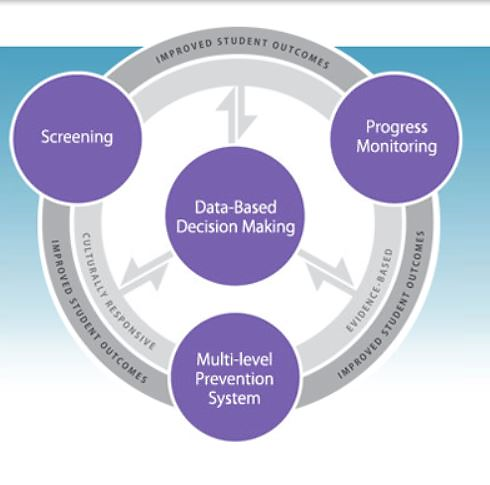 IMPROVED STUDENT OUTCOMES
Screening
Progress
Monitoring
Data-Based
Decision Making
CULTURALLY RESPONSIVE
EVIDENCE-BASED
IMPROVED STUDENT OUTCOMES
IMPROVED STUDENT OUTCOMES
Multi-level
Prevention
System